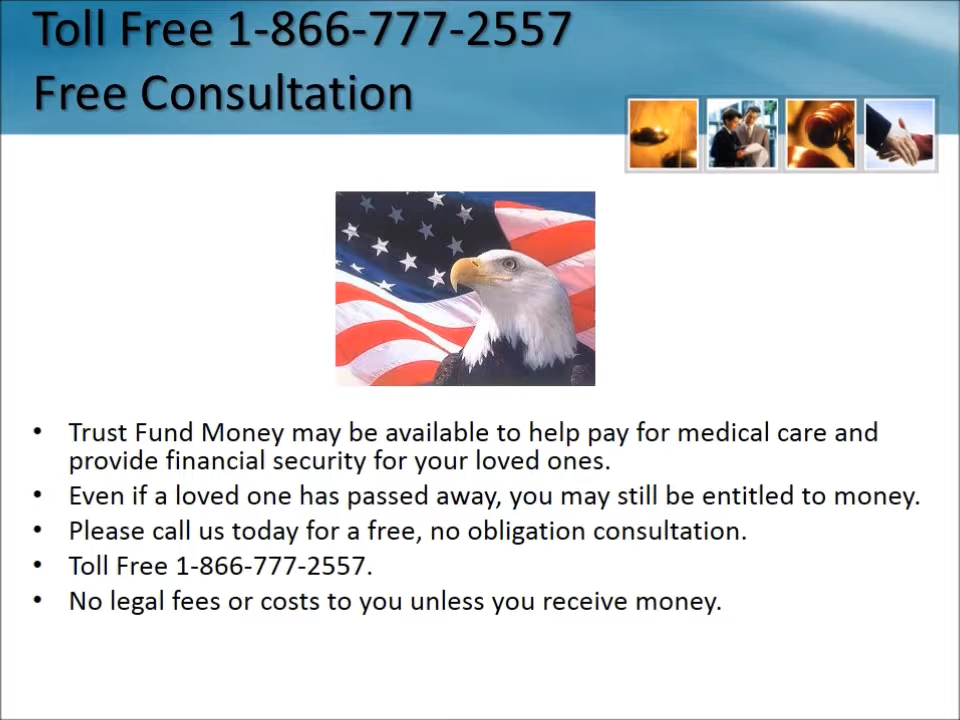 Toll Free 1-866-777-2557
Free Consultation
• Trust Fund Money may be available to help pay for medical care and
provide financial security for your loved ones.
• Even if a loved one has passed away, you may still be entitled to money.
• Please call us today for a free, no obligation consultation.
• Toll Free 1-866-777-2557.
• No legal fees or costs to you unless you receive money.